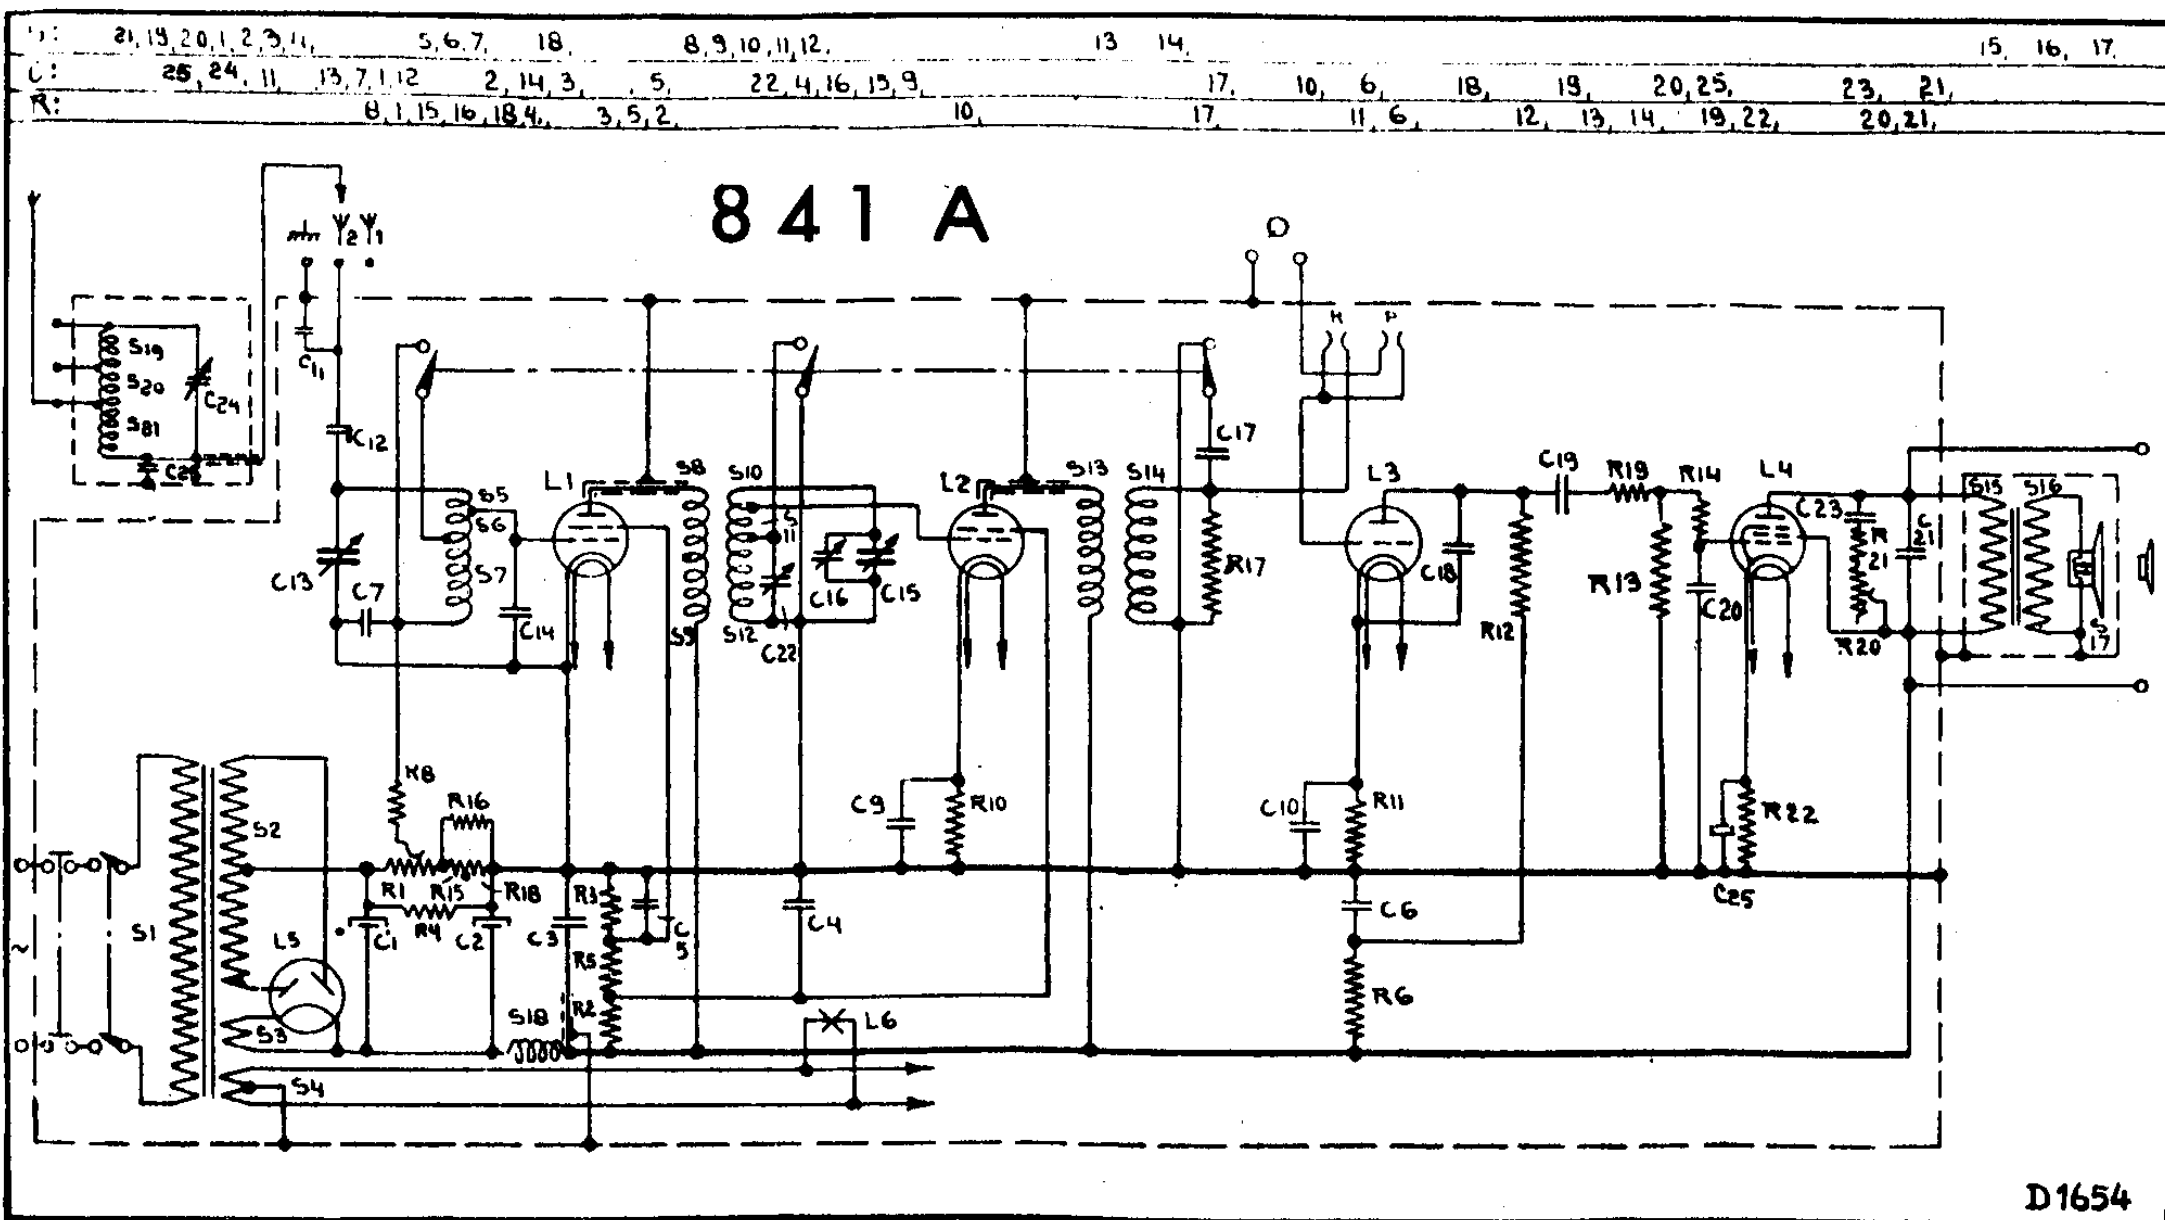 S: 21, 19, 20, 1, 2, 3, 4, 5, 6, 7, 18, 8, 9, 10, 11, 12. 13 14, 15, 16, 17
C: 25, 24, 11, 13, 7, 1, 12 2, 14, 3, 5, 22, 4, 16, 15, 9, 17, 10, 6, 18, 19, 20, 25, 23, 21,
R: 8, 1, 15, 16, 18, 4, 3, 5, 2, 10, 17, 11, 6, 12, 13, 14, 19, 22, 20, 21,
841 A
D
2 1
H P
S19
C11
S20
C24
S81
C12
C17
C19
L1
S8
S10
L2
S13
S14
L3
R19
R14
L4
S15
S16
S5
S6
S11
C23
C21
R21
C13
S7
C16
C15
R17
C18
R13
C7
C20
C14
S9
S12
C22
R12
R20
S17
R8
R16
C9
R10
C10
R11
R22
S2
R1
R15
R18
R3
C25
S1
L5
C1
R4
C2
C3
C5
C4
C6
~
R5
R6
S3
S18
R2
L6
S4
D1654